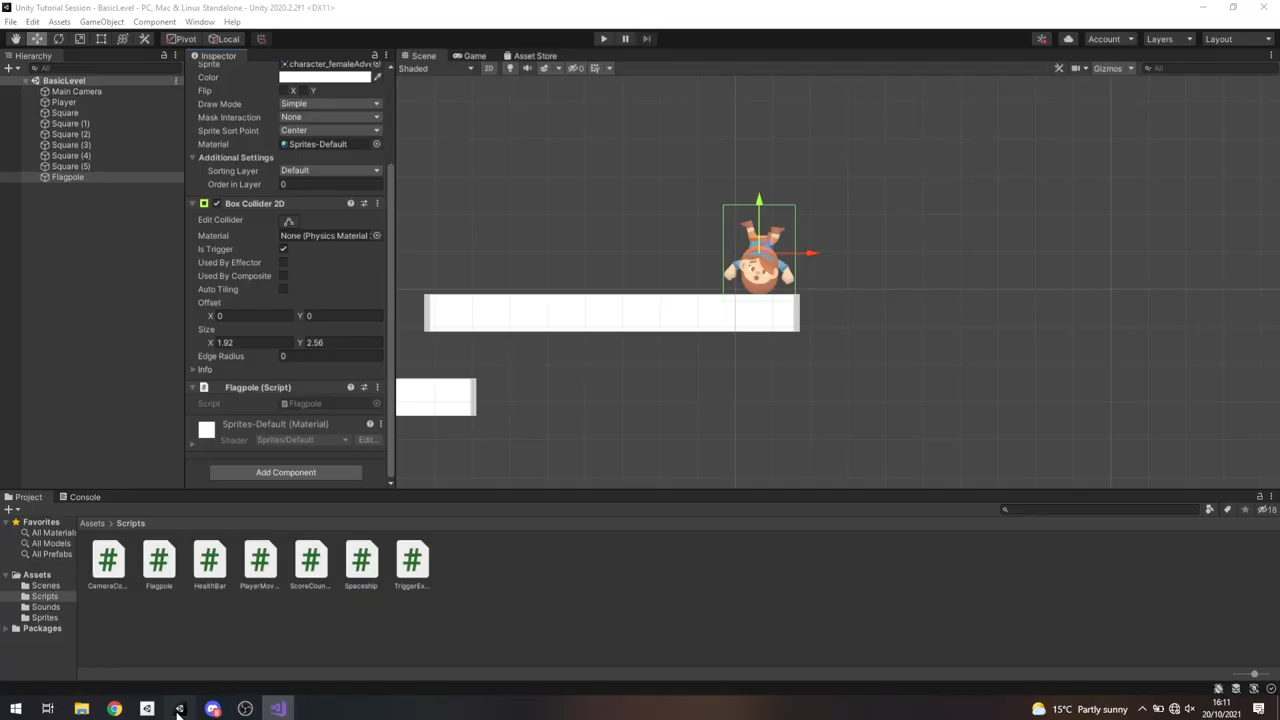 Unity Tutorial Session - BasicLevel - PC, Mac & Linux Standalone - Unity 2020.2.2f1 <DX11>
File Edit Assets GameObject Component Window Help
Pivot Local Account Layers Layout
Hierarchy
All
BasicLevel
Main Camera
Player
Square
Square (1)
Square (2)
Square (3)
Square (4)
Square (5)
Flagpole
Inspector
Sprite character_femaleAdve
Color
Flip X Y
Draw Mode Simple
Mask Interaction None
Sprite Sort Point Center
Material Sprites-Default
Additional Settings
Sorting Layer Default
Order in Layer 0
Box Collider 2D
Edit Collider
Material None (Physics Material
Is Trigger
Used By Effector
Used By Composite
Auto Tiling
Offset
X 0 Y 0
Size
X 1.92 Y 2.56
Edge Radius 0
Info
Flagpole (Script)
Script Flagpole
Sprites-Default (Material)
Shader Sprites/Default Edit...
Add Component
Scene Game Asset Store
Shaded 2D 0 Gizmos All
Project Console
18
Favorites
All Materials
All Models
All Prefabs
Assets
Scenes
Scripts
Sounds
Sprites
Packages
Assets > Scripts
CameraCo... Flagpole HealthBar PlayerMov... ScoreCoun... Spaceship TriggerEx...
15°C Partly sunny
16:11
20/10/2021